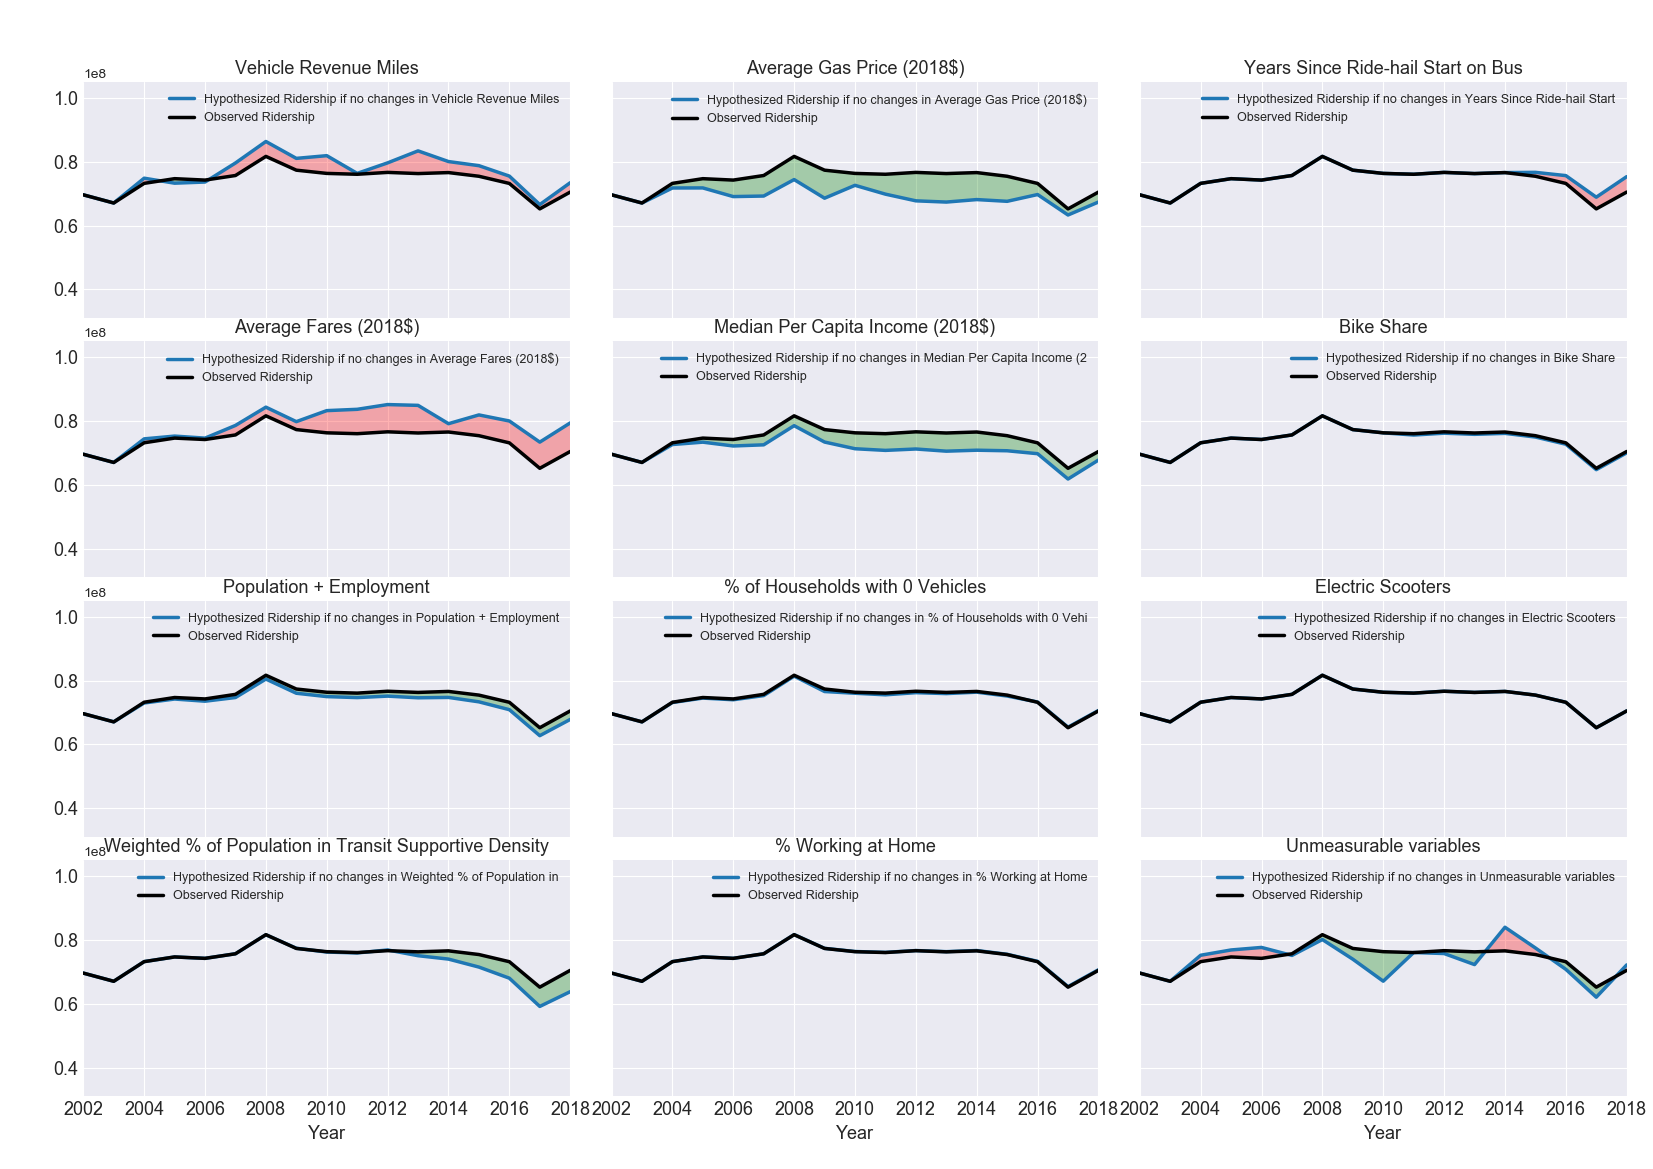 Vehicle Revenue Miles
1e8
Hypothesized Ridership if no changes in Vehicle Revenue Miles
Observed Ridership
1.0
0.8
0.6
0.4
Average Gas Price (2018$)
Hypothesized Ridership if no changes in Average Gas Price (2018$)
Observed Ridership
Years Since Ride-hail Start on Bus
Hypothesized Ridership if no changes in Years Since Ride-hail Start
Observed Ridership
Average Fares (2018$)
1e8
Hypothesized Ridership if no changes in Average Fares (2018$)
Observed Ridership
1.0
0.8
0.6
0.4
Median Per Capita Income (2018$)
Hypothesized Ridership if no changes in Median Per Capita Income (2
Observed Ridership
Bike Share
Hypothesized Ridership if no changes in Bike Share
Observed Ridership
Population + Employment
1e8
Hypothesized Ridership if no changes in Population + Employment
Observed Ridership
1.0
0.8
0.6
0.4
% of Households with 0 Vehicles
Hypothesized Ridership if no changes in % of Households with 0 Vehi
Observed Ridership
Electric Scooters
Hypothesized Ridership if no changes in Electric Scooters
Observed Ridership
Weighted % of Population in Transit Supportive Density
1e8
Hypothesized Ridership if no changes in Weighted % of Population in
Observed Ridership
1.0
0.8
0.6
0.4
2002 2004 2006 2008 2010 2012 2014 2016 2018
Year
% Working at Home
Hypothesized Ridership if no changes in % Working at Home
Observed Ridership
2002 2004 2006 2008 2010 2012 2014 2016 2018
Year
Unmeasurable variables
Hypothesized Ridership if no changes in Unmeasurable variables
Observed Ridership
2002 2004 2006 2008 2010 2012 2014 2016 2018
Year